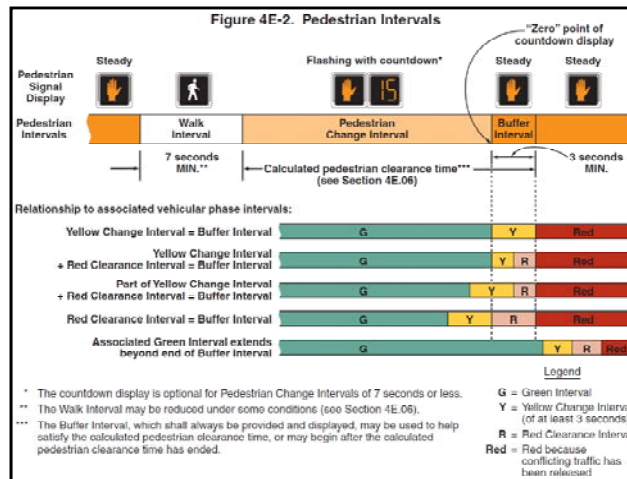 Figure 4E-2. Pedestrian Intervals
"Zero" point of
countdown display
Pedestrian
Signal
Display
Steady
Flashing with countdown*
15
Steady
Steady
Pedestrian
Intervals
Walk
Interval
Pedestrian
Change Interval
Buffer
Interval
7 seconds
MIN.**
Calculated pedestrian clearance time***
(see Section 4E.06)
3 seconds
MIN.
Relationship to associated vehicular phase intervals:
Yellow Change Interval = Buffer Interval
G Y Red
Yellow Change Interval
+ Red Clearance Interval = Buffer Interval
G Y R Red
Part of Yellow Change Interval
+ Red Clearance Interval = Buffer Interval
G Y R Red
Red Clearance Interval = Buffer Interval
G Y R Red
Associated Green Interval extends
beyond end of Buffer Interval
G Y R Red
* The countdown display is optional for Pedestrian Change Intervals of 7 seconds or less.
** The Walk Interval may be reduced under some conditions (see Section 4E.06).
*** The Buffer Interval, which shall always be provided and displayed, may be used to help
satisfy the calculated pedestrian clearance time, or may begin after the calculated
pedestrian clearance time has ended.
Legend
G = Green Interval
Y = Yellow Change Interva
(of at least 3 seconds
R = Red Clearance Interva
Red = Red because
conflicting traffic has
been released